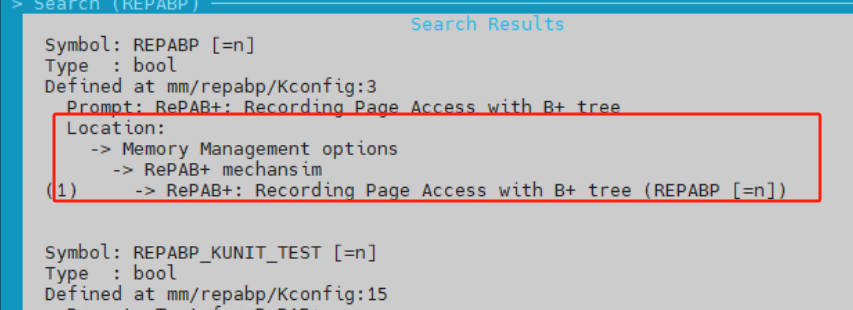 > Search (REPABP)
Search Results
Symbol: REPABP [=n]
Type  : bool
Defined at mm/repabp/Kconfig:3
Prompt: RePAB+: Recording Page Access with B+ tree
Location:
-> Memory Management options
-> RePAB+ mechansim
(1) -> RePAB+: Recording Page Access with B+ tree (REPABP [=n])
Symbol: REPABP_KUNIT_TEST [=n]
Type  : bool
Defined at mm/repabp/Kconfig:15